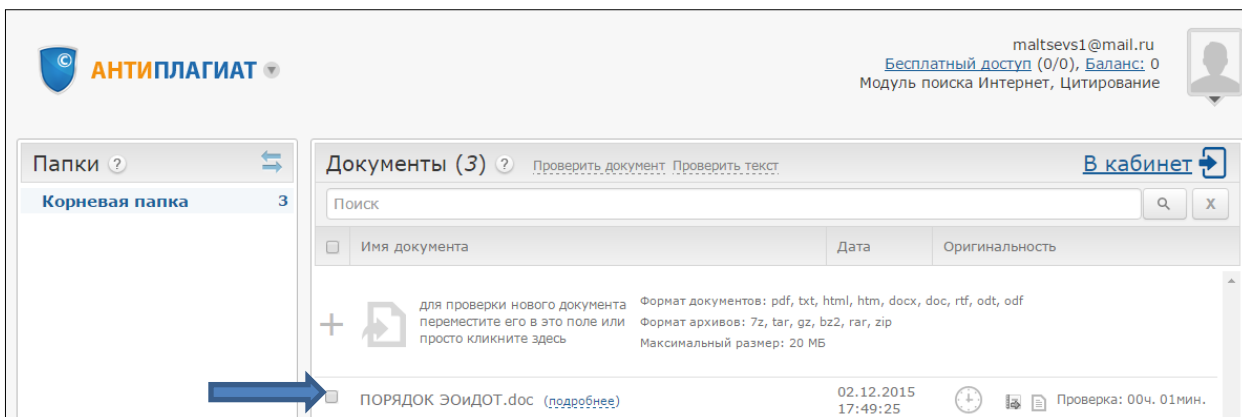 maltsevs1@mail.ru
© АНТИПЛАГИАТ
Бесплатный доступ (0/0), Баланс: 0
Модуль поиска Интернет, Цитирование
Папки ?
Документы (3) ? Проверить документ Проверить текст В кабинет
Корневая папка 3
Поиск X
Имя документа Дата Оригинальность
для проверки нового документа
переместите его в это поле или
просто кликните здесь
Формат документов: pdf, txt, html, htm, docx, doc, rtf, odt, odf
Формат архивов: 7z, tar, gz, bz2, rar, zip
Максимальный размер: 20 МБ
ПОРЯДОК ЭОиДОТ.doc (подробнее)
02.12.2015
17:49:25
Проверка: 00ч. 01мин.